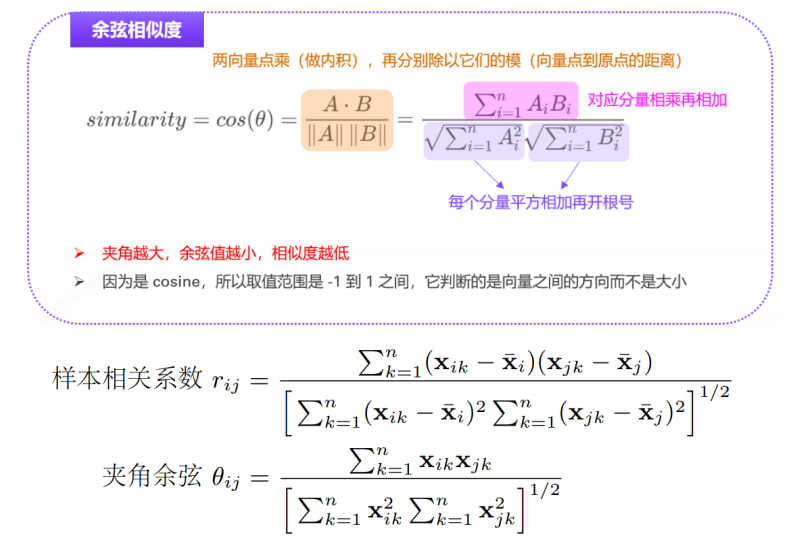 余弦相似度
两向量点乘（做内积），再分别除以它们的模（向量点到原点的距离）
similarity = cos(θ) = \frac{A · B}{‖A‖ ‖B‖} = \frac{\sum_{i=1}^{n} A_i B_i}{\sqrt{\sum_{i=1}^{n} A_i^2} \sqrt{\sum_{i=1}^{n} B_i^2}} 对应分量相乘再相加
每个分量平方相加再开根号
➢ 夹角越大，余弦值越小，相似度越低
➢ 因为是 cosine，所以取值范围是 -1 到 1 之间，它判断的是向量之间的方向而不是大小
样本相关系数 r_{ij} = \frac{\sum_{k=1}^{n} (\mathbf{x}_{ik} - \bar{\mathbf{x}}_i)(\mathbf{x}_{jk} - \bar{\mathbf{x}}_j)}{[\sum_{k=1}^{n} (\mathbf{x}_{ik} - \bar{\mathbf{x}}_i)^2 \sum_{k=1}^{n} (\mathbf{x}_{jk} - \bar{\mathbf{x}}_j)^2]^{1/2}}
夹角余弦 θ_{ij} = \frac{\sum_{k=1}^{n} \mathbf{x}_{ik} \mathbf{x}_{jk}}{[\sum_{k=1}^{n} \mathbf{x}_{ik}^2 \sum_{k=1}^{n} \mathbf{x}_{jk}^2]^{1/2}}